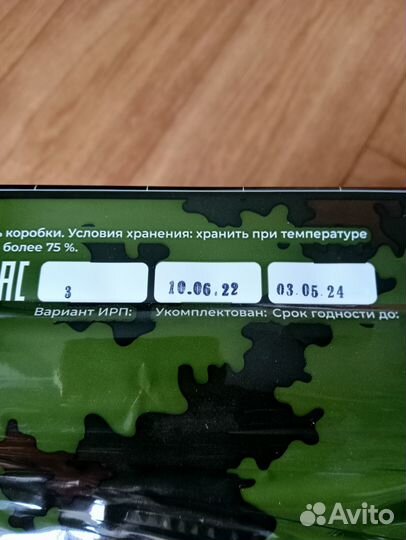 ь коробки. Условия хранения: хранить при температуре
более 75 %.
ЕАС
3 10.06.22 03.05.24
Вариант ИРП: Укомплектован: Срок годности до:
Avito